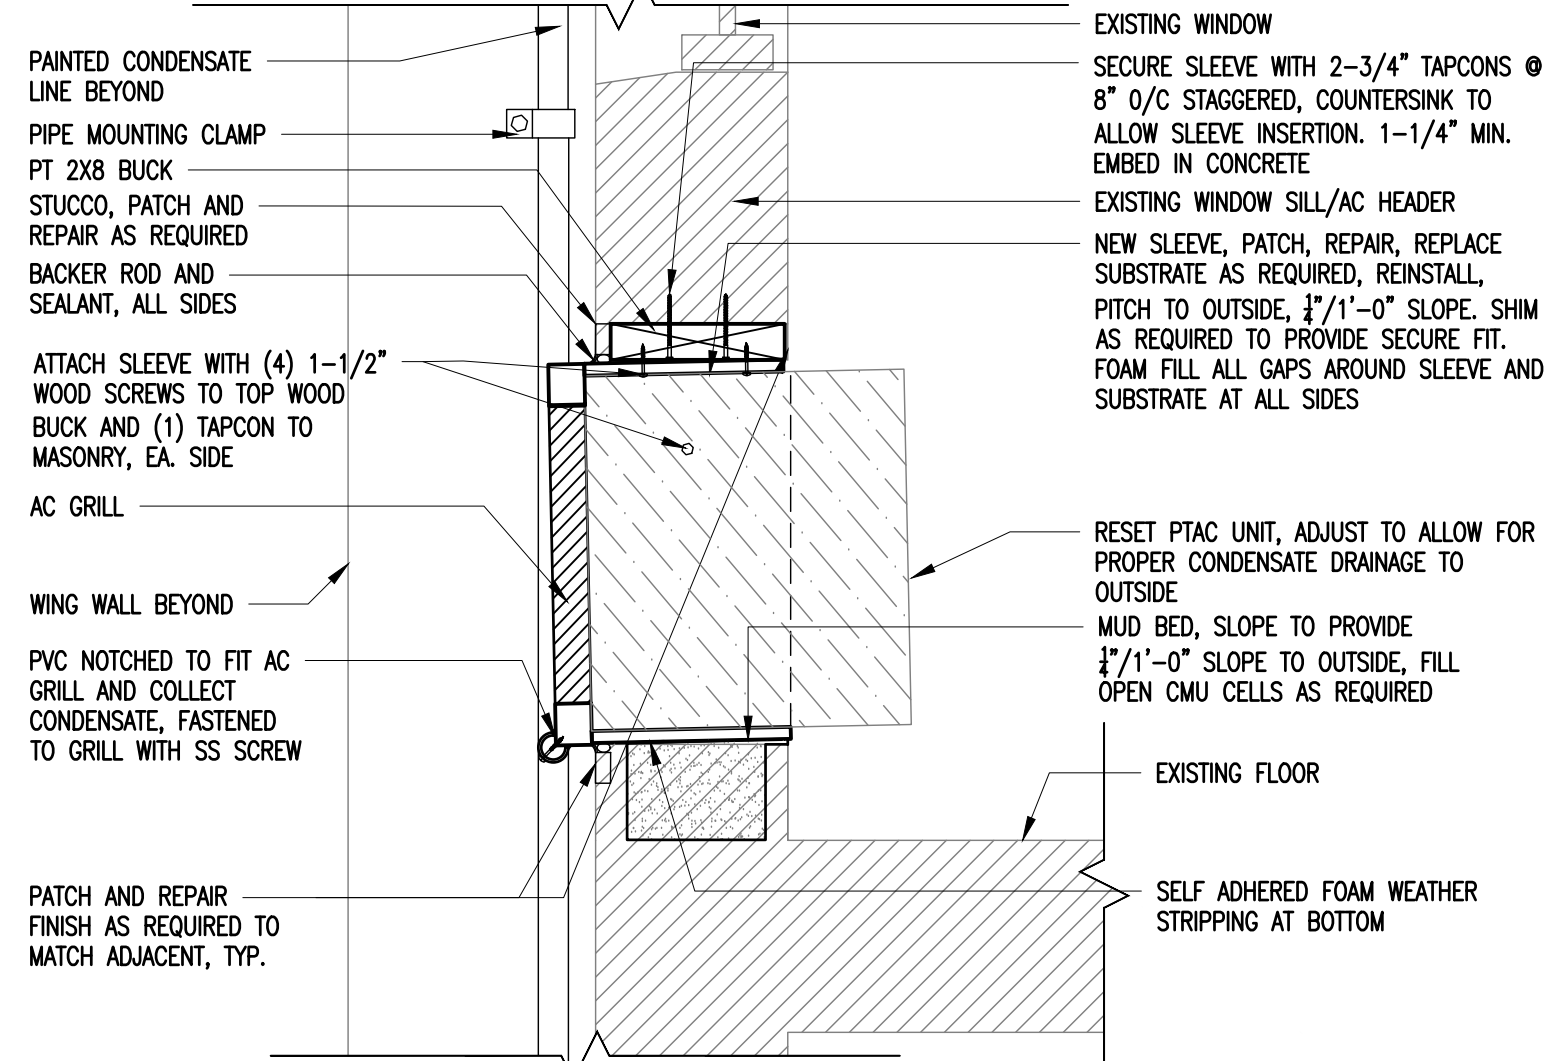 PAINTED CONDENSATE
LINE BEYOND
PIPE MOUNTING CLAMP
PT 2X8 BUCK
STUCCO, PATCH AND
REPAIR AS REQUIRED
BACKER ROD AND
SEALANT, ALL SIDES
ATTACH SLEEVE WITH (4) 1-1/2"
WOOD SCREWS TO TOP WOOD
BUCK AND (1) TAPCON TO
MASONRY, EA. SIDE
AC GRILL
WING WALL BEYOND
PVC NOTCHED TO FIT AC
GRILL AND COLLECT
CONDENSATE, FASTENED
TO GRILL WITH SS SCREW
PATCH AND REPAIR
FINISH AS REQUIRED TO
MATCH ADJACENT, TYP.
EXISTING WINDOW
SECURE SLEEVE WITH 2-3/4" TAPCONS @
8" O/C STAGGERED, COUNTERSINK TO
ALLOW SLEEVE INSERTION. 1-1/4" MIN.
EMBED IN CONCRETE
EXISTING WINDOW SILL/AC HEADER
NEW SLEEVE, PATCH, REPAIR, REPLACE
SUBSTRATE AS REQUIRED, REINSTALL,
PITCH TO OUTSIDE, 1/4"/1'-0" SLOPE. SHIM
AS REQUIRED TO PROVIDE SECURE FIT.
FOAM FILL ALL GAPS AROUND SLEEVE AND
SUBSTRATE AT ALL SIDES
RESET PTAC UNIT, ADJUST TO ALLOW FOR
PROPER CONDENSATE DRAINAGE TO
OUTSIDE
MUD BED, SLOPE TO PROVIDE
1/4"/1'-0" SLOPE TO OUTSIDE, FILL
OPEN CMU CELLS AS REQUIRED
EXISTING FLOOR
SELF ADHERED FOAM WEATHER
STRIPPING AT BOTTOM